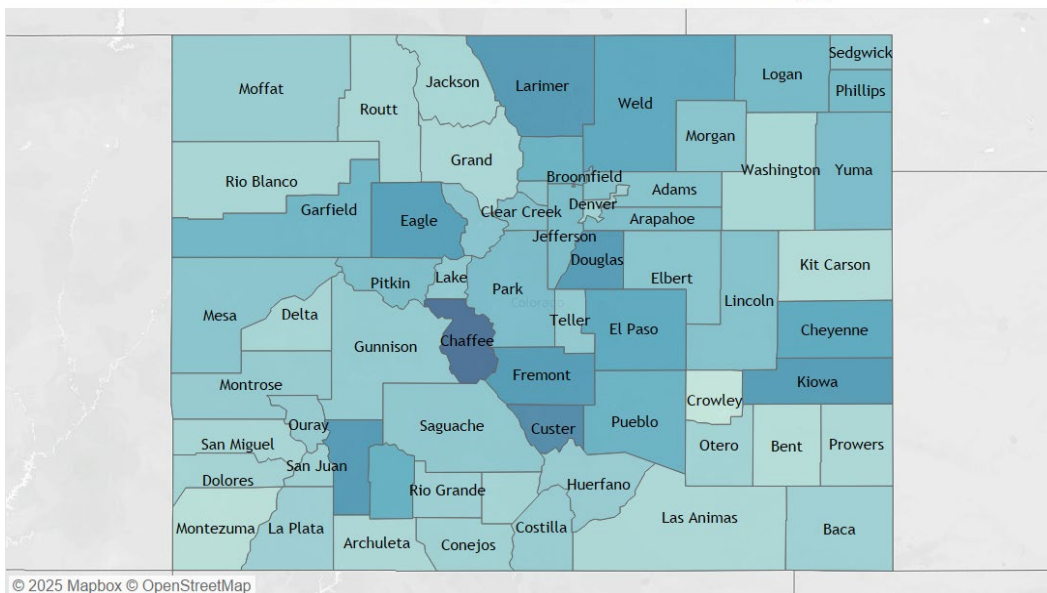 Sedgwick
Logan
Larimer
Jackson
Moffat
Phillips
Weld
Routt
Morgan
Grand
Washington
Yuma
Broomfield
Rio Blanco
Adams
Denver
Garfield
Clear Creek
Arapahoe
Eagle
Jefferson
Douglas
Kit Carson
Lake
Elbert
Pitkin
Park
Colorado
Lincoln
Delta
Mesa
Teller
El Paso
Cheyenne
Chaffee
Gunnison
Fremont
Kiowa
Montrose
Crowley
Pueblo
Ouray
Saguache
Custer
San Miguel
Otero
Bent
Prowers
San Juan
Dolores
Huerfano
Rio Grande
Las Animas
Montezuma
La Plata
Costilla
Baca
Archuleta
Conejos
© 2025 Mapbox © OpenStreetMap